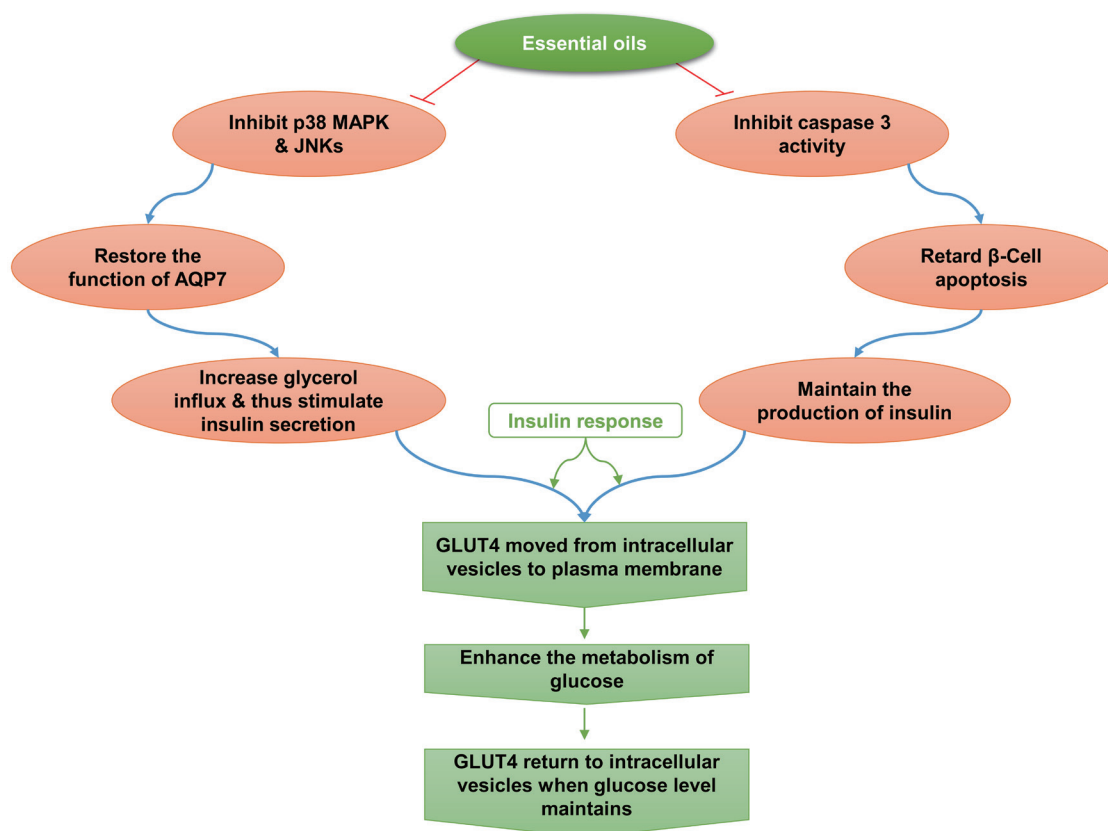 Essential oils
Inhibit p38 MAPK
& JNKs
Inhibit caspase 3
activity
Restore the
function of AQP7
Retard β-Cell
apoptosis
Increase glycerol
influx & thus stimulate
insulin secretion
Maintain the
production of insulin
Insulin response
GLUT4 moved from intracellular
vesicles to plasma membrane
Enhance the metabolism of
glucose
GLUT4 return to intracellular
vesicles when glucose level
maintains